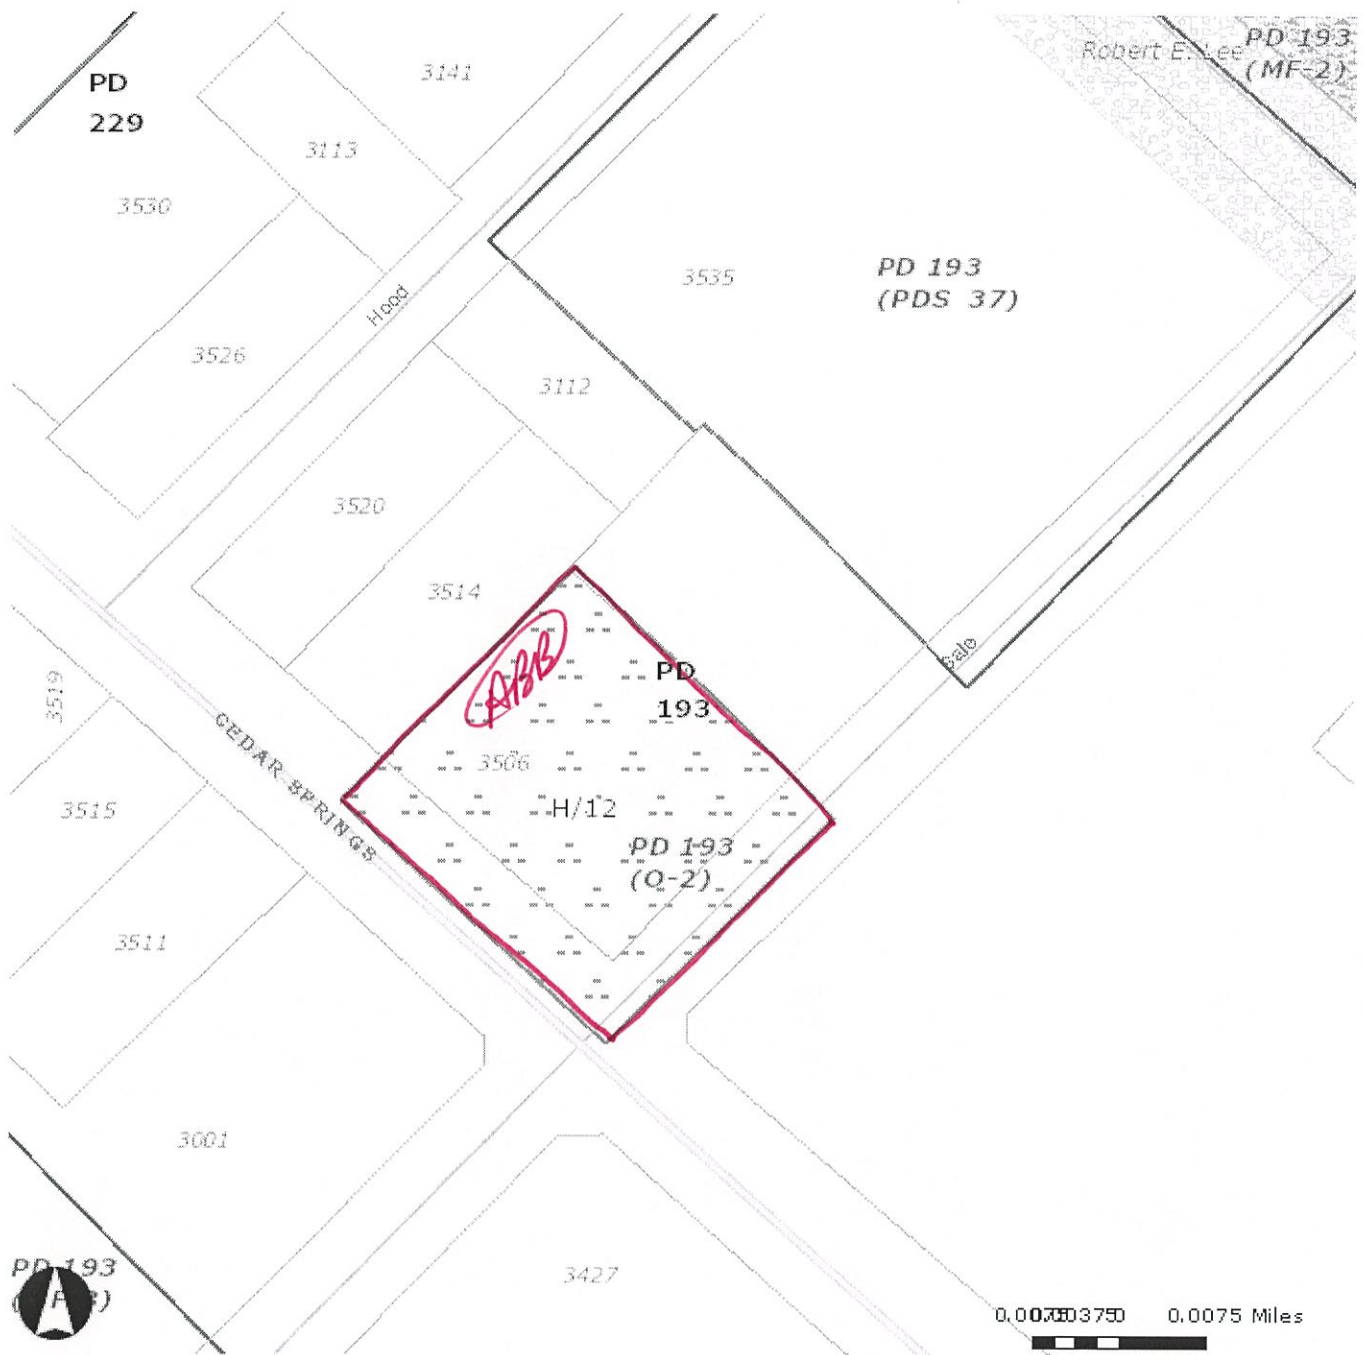 PD
229
3141
Robert E. Lee
PD 193
(MF-2)
3113
3530
Hood
3535
PD 193
(PDS 37)
3526
3112
3520
3514
ABB
PD
193
3519
CEDAR SPRINGS
3506
H/12
PD 193
(O-2)
3515
3511
3001
3427
PD 193
0.0075 Miles